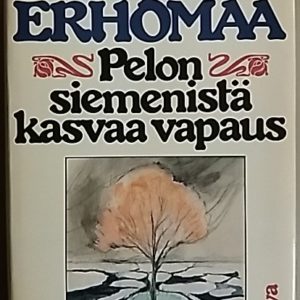 ERHOMAA
Pelon
siemenistä
kasvaa vapaus